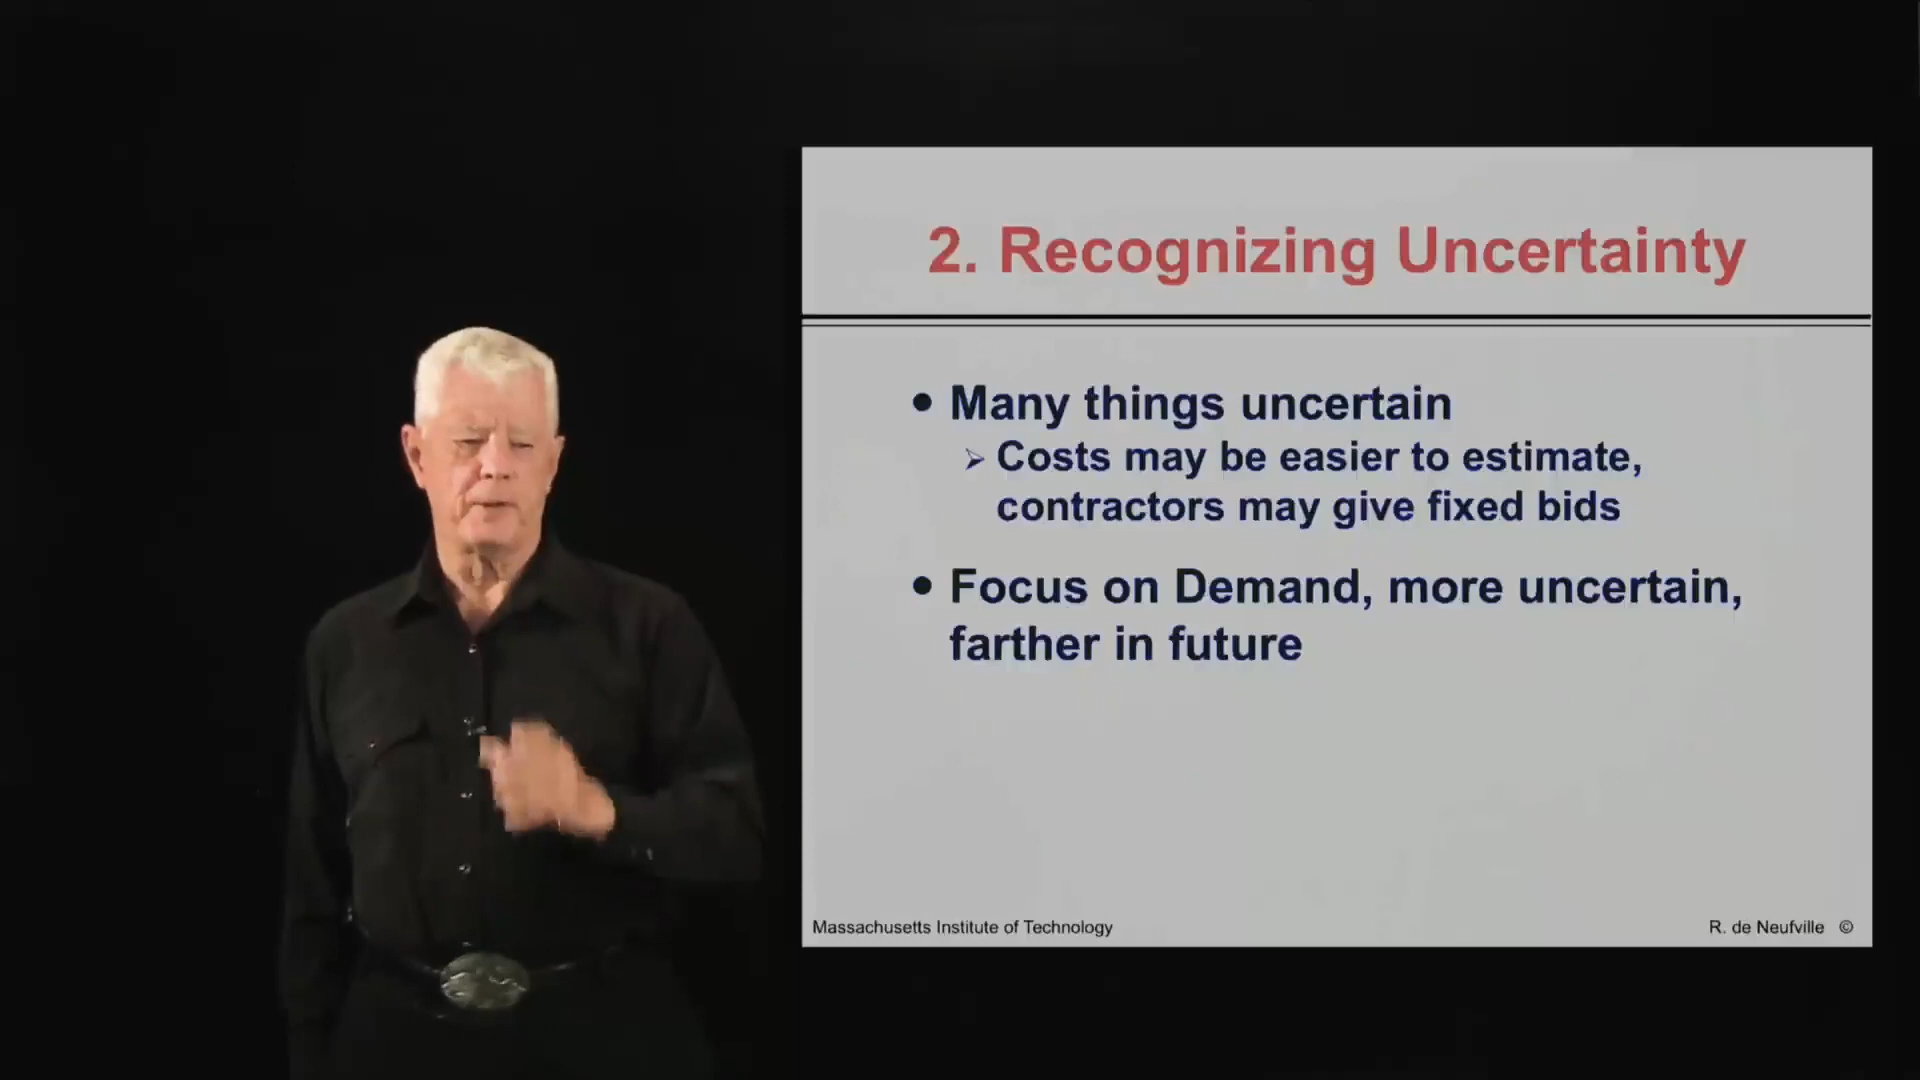 2. Recognizing Uncertainty
• Many things uncertain
➢ Costs may be easier to estimate,
contractors may give fixed bids
• Focus on Demand, more uncertain,
farther in future
Massachusetts Institute of Technology
R. de Neufville ©